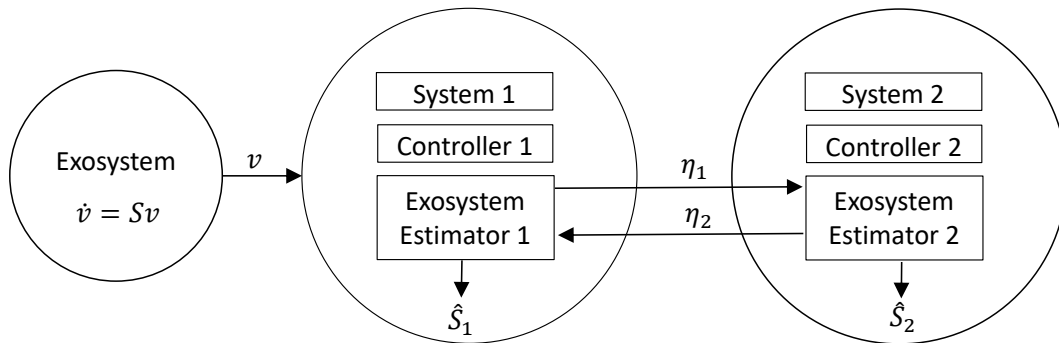 Exosystem
v̇ = Sv
v
System 1
Controller 1
Exosystem
Estimator 1
Ŝ₁
η₁
η₂
System 2
Controller 2
Exosystem
Estimator 2
Ŝ₂